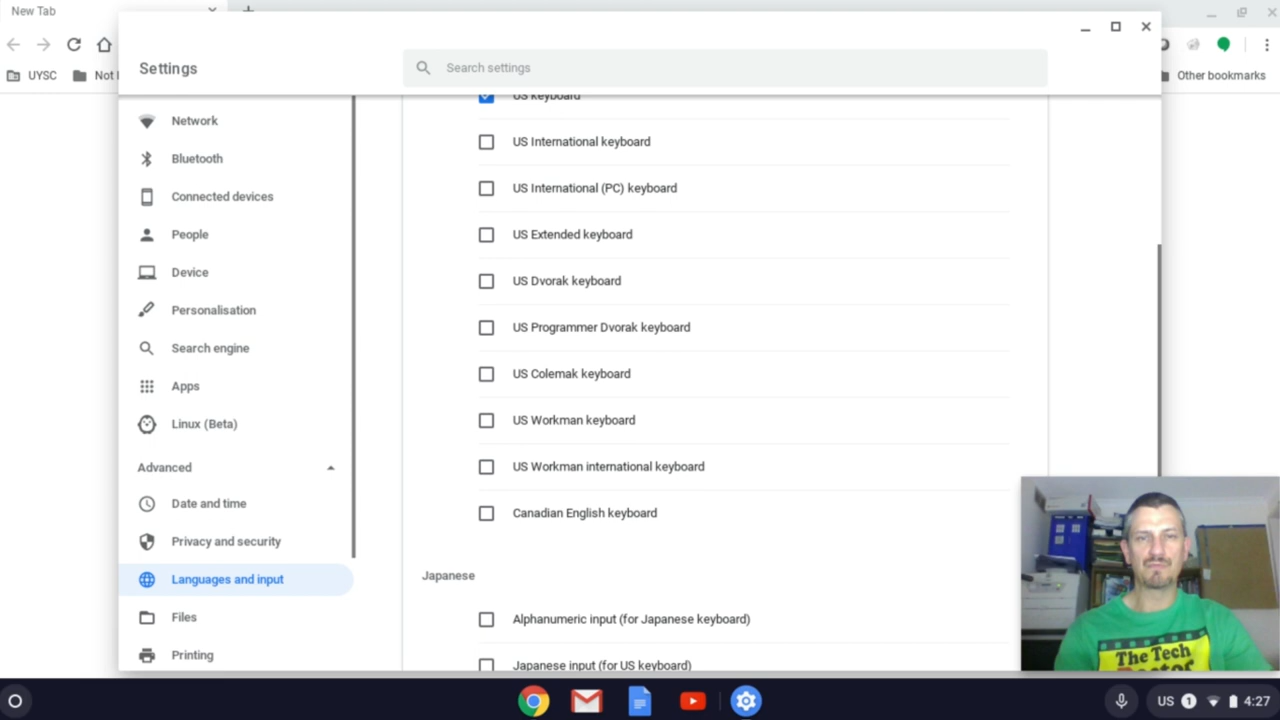 New Tab
UYSC
Not
Other bookmarks
Settings
Search settings
Network
Bluetooth
Connected devices
People
Device
Personalisation
Search engine
Apps
Linux (Beta)
Advanced
Date and time
Privacy and security
Languages and input
Files
Printing
US keyboard
US International keyboard
US International (PC) keyboard
US Extended keyboard
US Dvorak keyboard
US Programmer Dvorak keyboard
US Colemak keyboard
US Workman keyboard
US Workman international keyboard
Canadian English keyboard
Japanese
Alphanumeric input (for Japanese keyboard)
Japanese input (for US keyboard)
The Tech
US 1 4:27